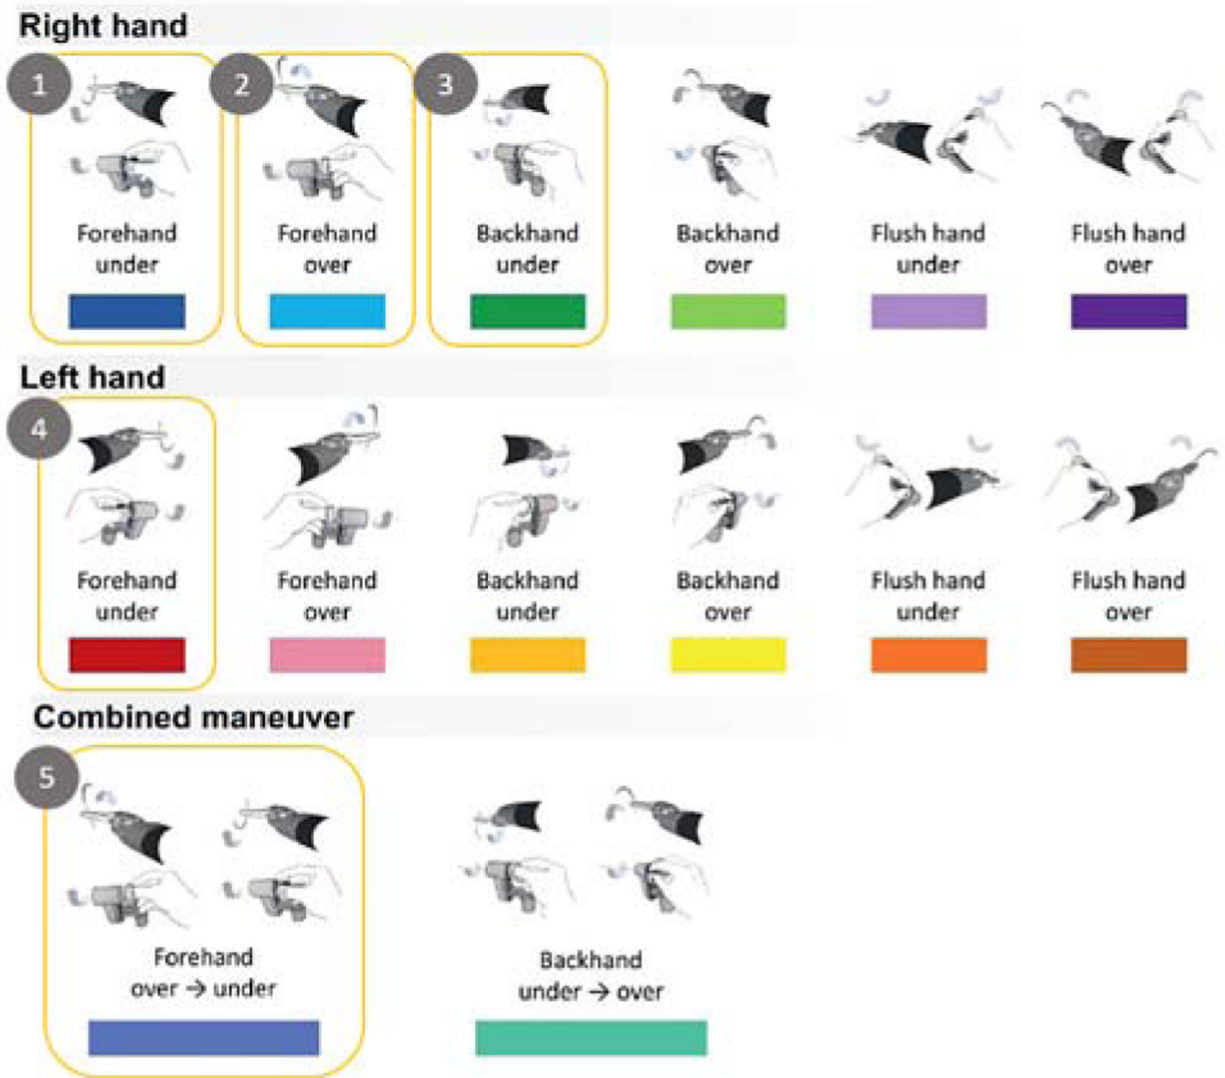 Right hand
1
2
3
Forehand
under
Forehand
over
Backhand
under
Backhand
over
Flush hand
under
Flush hand
over
Left hand
4
Forehand
under
Forehand
over
Backhand
under
Backhand
over
Flush hand
under
Flush hand
over
Combined maneuver
5
Forehand
over → under
Backhand
under → over